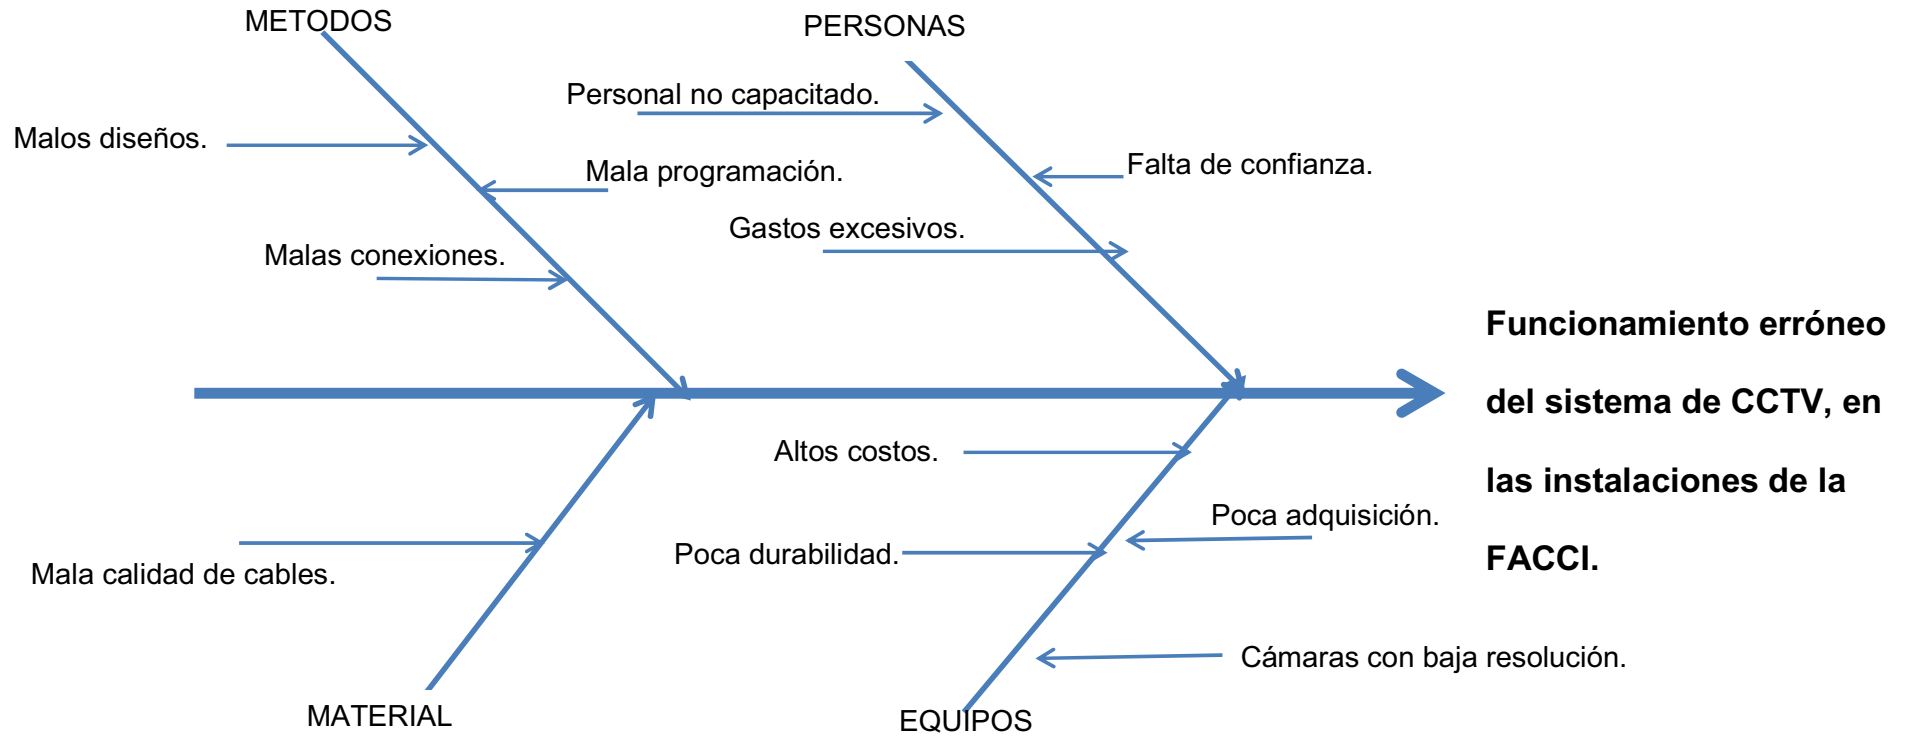 METODOS
PERSONAS
Personal no capacitado.
Malos diseños.
Mala programación.
Falta de confianza.
Gastos excesivos.
Malas conexiones.
Funcionamiento erróneo
del sistema de CCTV, en
las instalaciones de la
FACCI.
Altos costos.
Poca adquisición.
Poca durabilidad.
Mala calidad de cables.
Cámaras con baja resolución.
MATERIAL
EQUIPOS